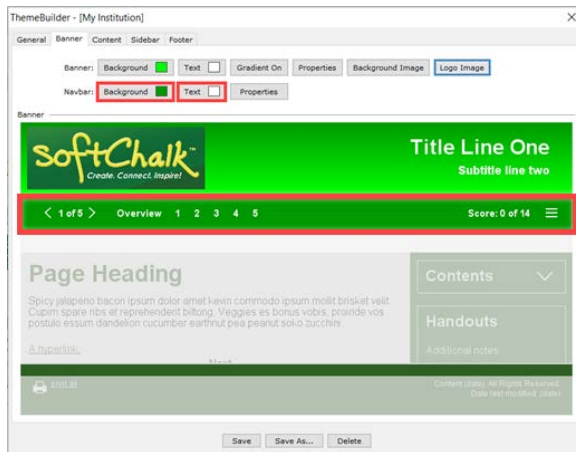 ThemeBuilder - [My Institution]
General Banner Content Sidebar Footer
Banner: Background Text Gradient On Properties Background Image Logo Image
Navbar: Background Text Properties
Banner
SoftChalk™
Create. Connect. Inspire!
Title Line One
Subtitle line two
1 of 5 Overview 1 2 3 4 5 Score: 0 of 14
Page Heading
Spicy jalapeno bacon ipsum dolor amet kevin commodo ipsum mollit brisket velit.
Cupim spare ribs et reprehenderit biltong. Veggies es bonus vobis, proinde vos
postulo essum dandelion cucumber earthnut pea peanut soko zucchini.
A hyperlink.
Next
Contents
Handouts
Additional notes
print all
Content (date). All Rights Reserved.
Date last modified: (date)
Save Save As... Delete